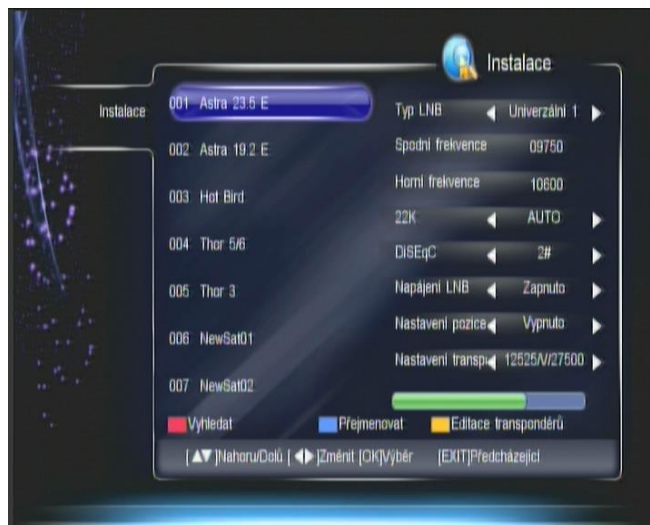 Instalace
Instalace
001 Astra 23.5 E
002 Astra 19.2 E
003 Hot Bird
004 Thor 5/6
005 Thor 3
006 NewSat01
007 NewSat02
Typ LNB Univerzální 1
Spodní frekvence 09750
Horní frekvence 10600
22K AUTO
DiSEqC 2#
Napájení LNB Zapnuto
Nastavení pozice Vypnuto
Nastavení transp 12525/V/27500
Vyhledat Přejmenovat Editace transpondérů
[▲▼]Nahoru/Dolů [◀▶]Změnit [OK]Výběr [EXIT]Předcházející